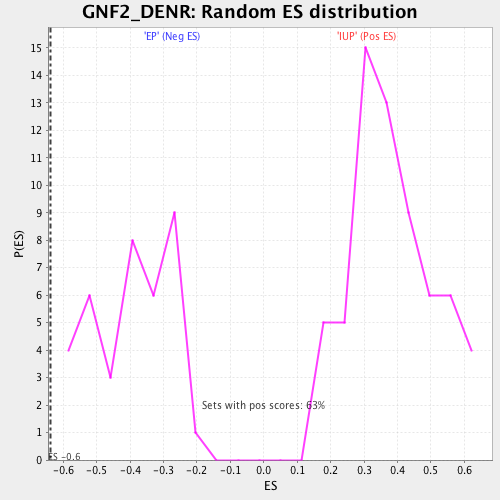 GNF2_DENR: Random ES distribution
'EP' (Neg ES)
'IUP' (Pos ES)
P(ES)
15
14
13
12
11
10
9
8
7
6
5
4
3
2
1
0
Sets with pos scores: 63%
ES -0.6
-0.6 -0.5 -0.4 -0.3 -0.2 -0.1 0.0 0.1 0.2 0.3 0.4 0.5 0.6
ES